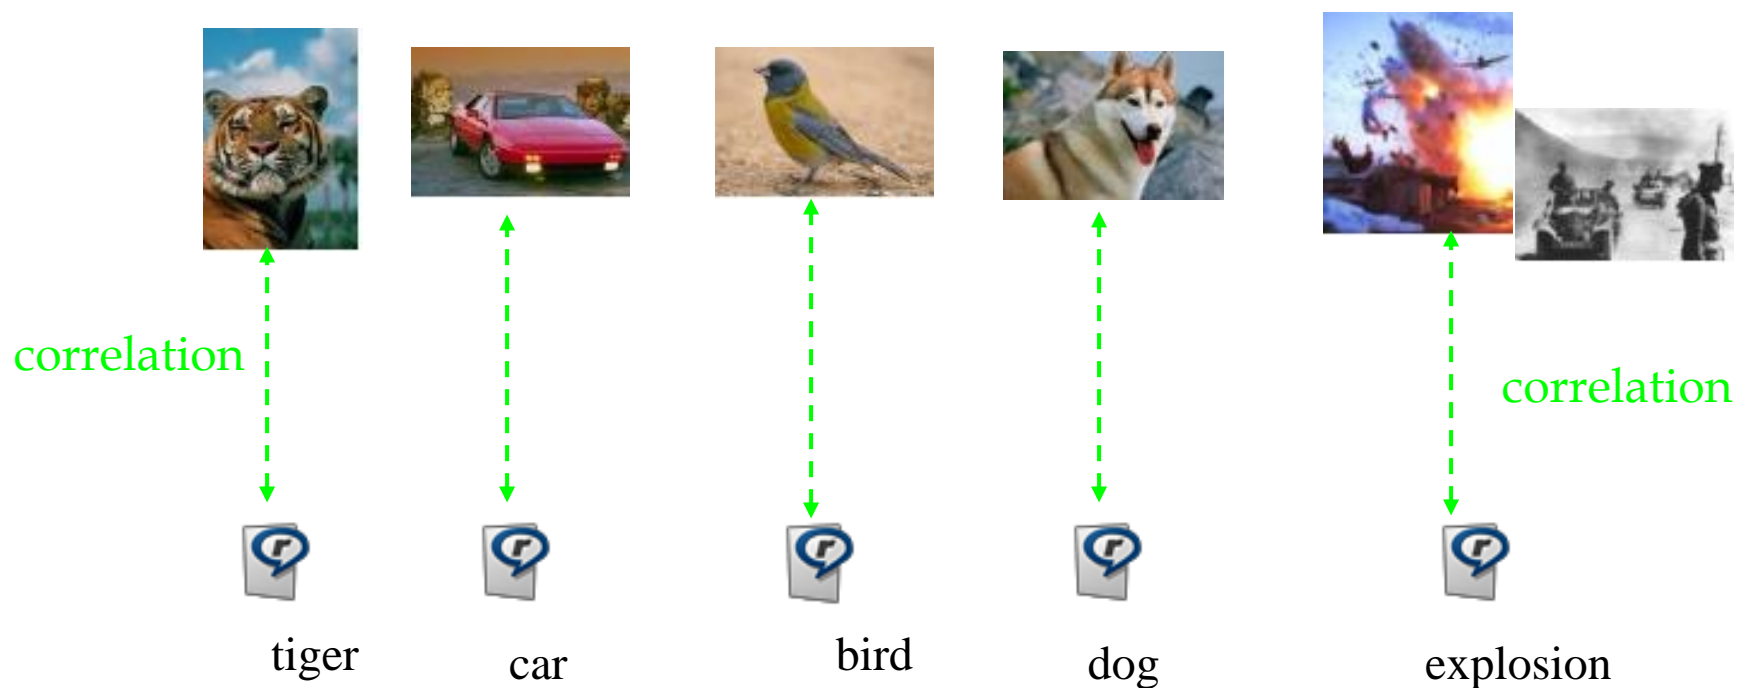 correlation
correlation
r
r
r
r
r
tiger
car
bird
dog
explosion